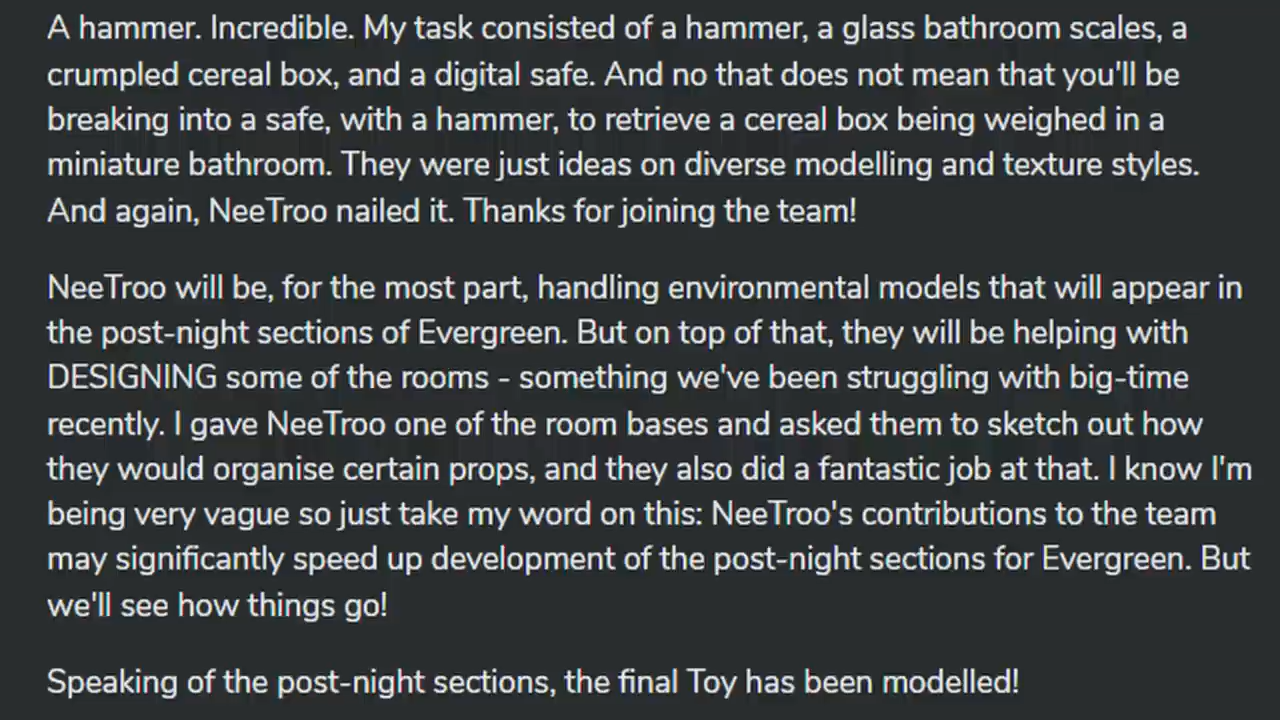 A hammer. Incredible. My task consisted of a hammer, a glass bathroom scales, a
crumpled cereal box, and a digital safe. And no that does not mean that you'll be
breaking into a safe, with a hammer, to retrieve a cereal box being weighed in a
miniature bathroom. They were just ideas on diverse modelling and texture styles.
And again, NeeTroo nailed it. Thanks for joining the team!
NeeTroo will be, for the most part, handling environmental models that will appear in
the post-night sections of Evergreen. But on top of that, they will be helping with
DESIGNING some of the rooms - something we've been struggling with big-time
recently. I gave NeeTroo one of the room bases and asked them to sketch out how
they would organise certain props, and they also did a fantastic job at that. I know I'm
being very vague so just take my word on this: NeeTroo's contributions to the team
may significantly speed up development of the post-night sections for Evergreen. But
we'll see how things go!
Speaking of the post-night sections, the final Toy has been modelled!